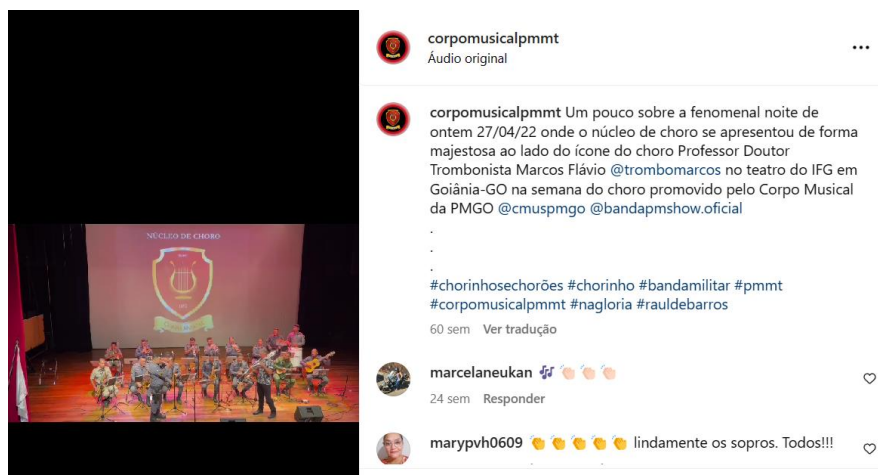 NÚCLEO DE CHORO
corpomusicalpmmt
Áudio original
corpomusicalpmmt Um pouco sobre a fenomenal noite de
ontem 27/04/22 onde o núcleo de choro se apresentou de forma
majestosa ao lado do ícone do choro Professor Doutor
Trombonista Marcos Flávio @trombomarcos no teatro do IFG em
Goiânia-GO na semana do choro promovido pelo Corpo Musical
da PMGO @cmuspmgo @bandapmshow.oficial
.
.
.
#chorinhosechorões #chorinho #bandamilitar #pmmt
#corpomusicalpmmt #nagloria #rauldebarros
60 sem Ver tradução
marcelaneukan 🎶 👏🏻 👏🏻 👏🏻
24 sem Responder
marypvh0609 👏 👏 👏 👏 👏 lindamente os sopros. Todos!!!